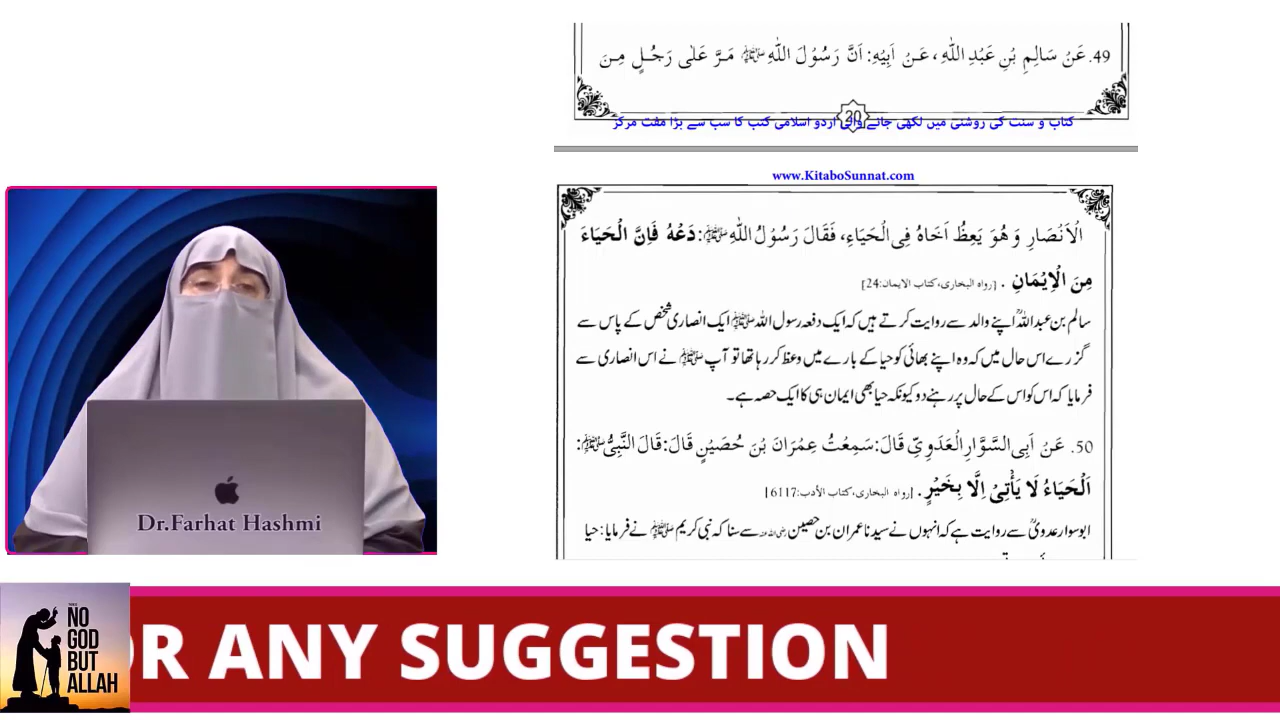 49. عَنْ سَالِمِ بْنِ عَبْدِ اللّٰهِ، عَنْ اَبِيْهِ: اَنَّ رَسُوْلَ اللّٰهِ ﷺ مَرَّ عَلٰى رَجُلٍ مِنَ
30
کتاب و سنت کی روشنی میں لکھی جانے والی اردو اسلامی کتب کا سب سے بڑا مفت مرکز
www.KitaboSunnat.com
الْاَنْصَارِ وَهُوَ يَعِظُ اَخَاهُ فِى الْحَيَاءِ، فَقَالَ رَسُوْلُ اللّٰهِ ﷺ: دَعْهُ فَاِنَّ الْحَيَاءَ
مِنَ الْاِيْمَانِ . [رواه البخارى، كتاب الايمان:24]
سالم بن عبداللہؒ اپنے والد سے روایت کرتے ہیں کہ ایک دفعہ رسول اللہ ﷺ ایک انصاری شخص کے پاس سے
گزرے اس حال میں کہ وہ اپنے بھائی کو حیا کے بارے میں وعظ کر رہا تھا تو آپ ﷺ نے اس انصاری سے
فرمایا کہ اس کو اس کے حال پر رہنے دو کیونکہ حیا بھی ایمان ہی کا ایک حصہ ہے۔
50. عَنْ اَبِى السَّوَّارِ الْعَدَوِيِّ قَالَ: سَمِعْتُ عِمْرَانَ بْنَ حُصَيْنٍ قَالَ: قَالَ النَّبِيُّ ﷺ:
اَلْحَيَاءُ لَا يَأْتِىْ اِلَّا بِخَيْرٍ . [رواه البخارى، كتاب الأدب:6117]
ابوسوار عدویؒ سے روایت ہے کہ انہوں نے سیدنا عمران بن حصین رضی اللہ عنہ سے سنا کہ نبی کریم ﷺ نے فرمایا: حیا
Dr.Farhat Hashmi
OR ANY SUGGESTION
NO
GOD
BUT
ALLAH